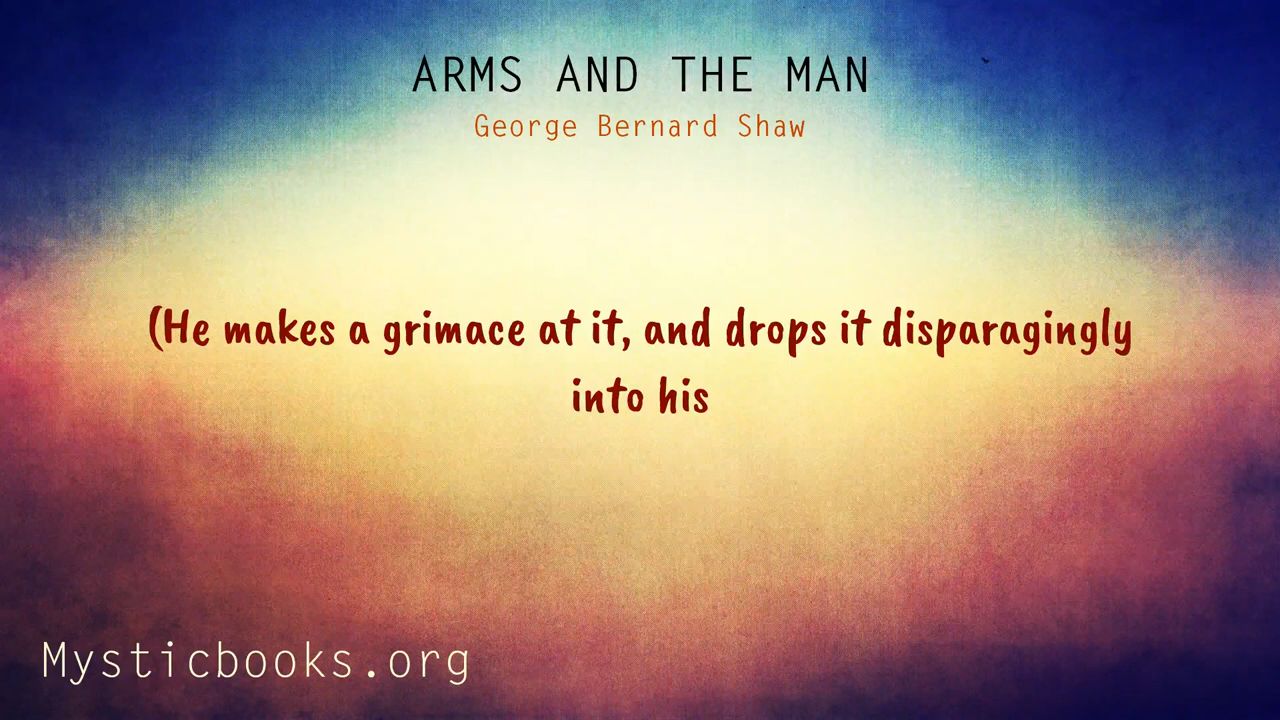 ARMS AND THE MAN
George Bernard Shaw
(He makes a grimace at it, and drops it disparagingly
into his
Mysticbooks.org